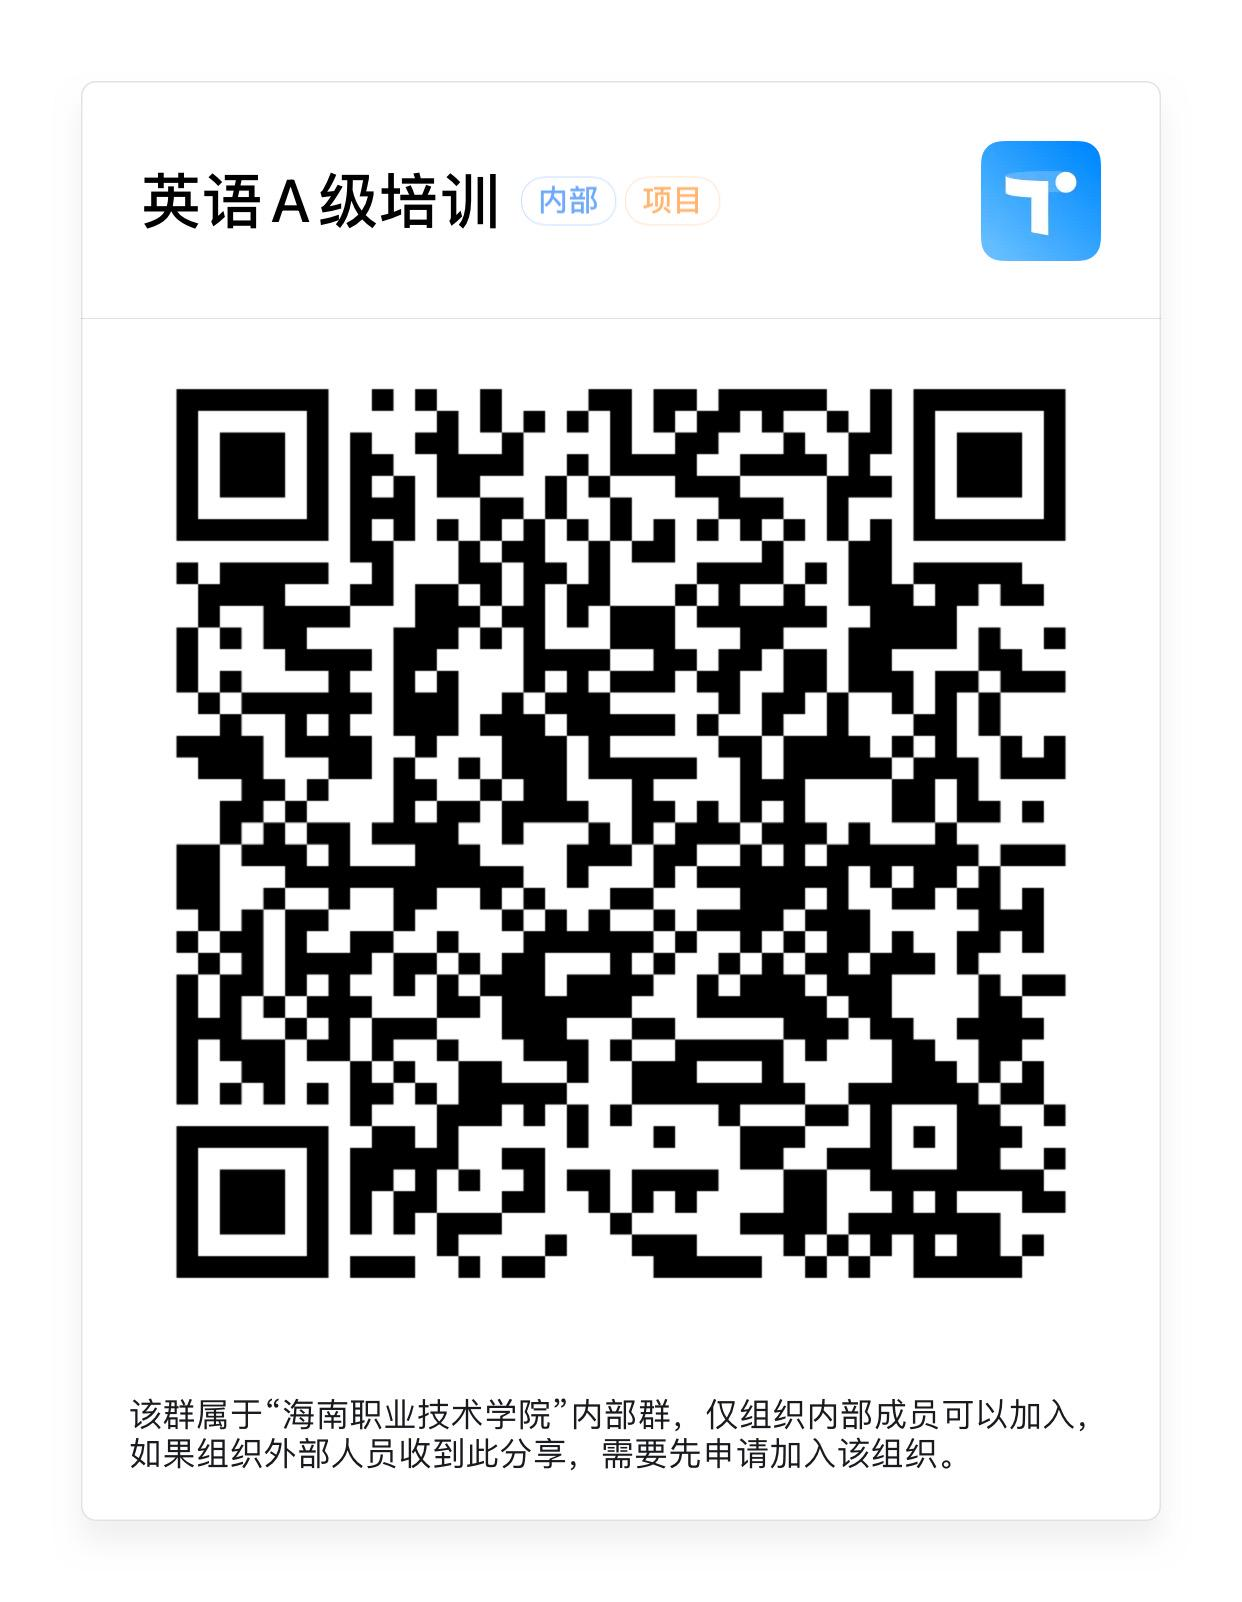 英语A级培训 内部 项目
该群属于“海南职业技术学院”内部群，仅组织内部成员可以加入，
如果组织外部人员收到此分享，需要先申请加入该组织。